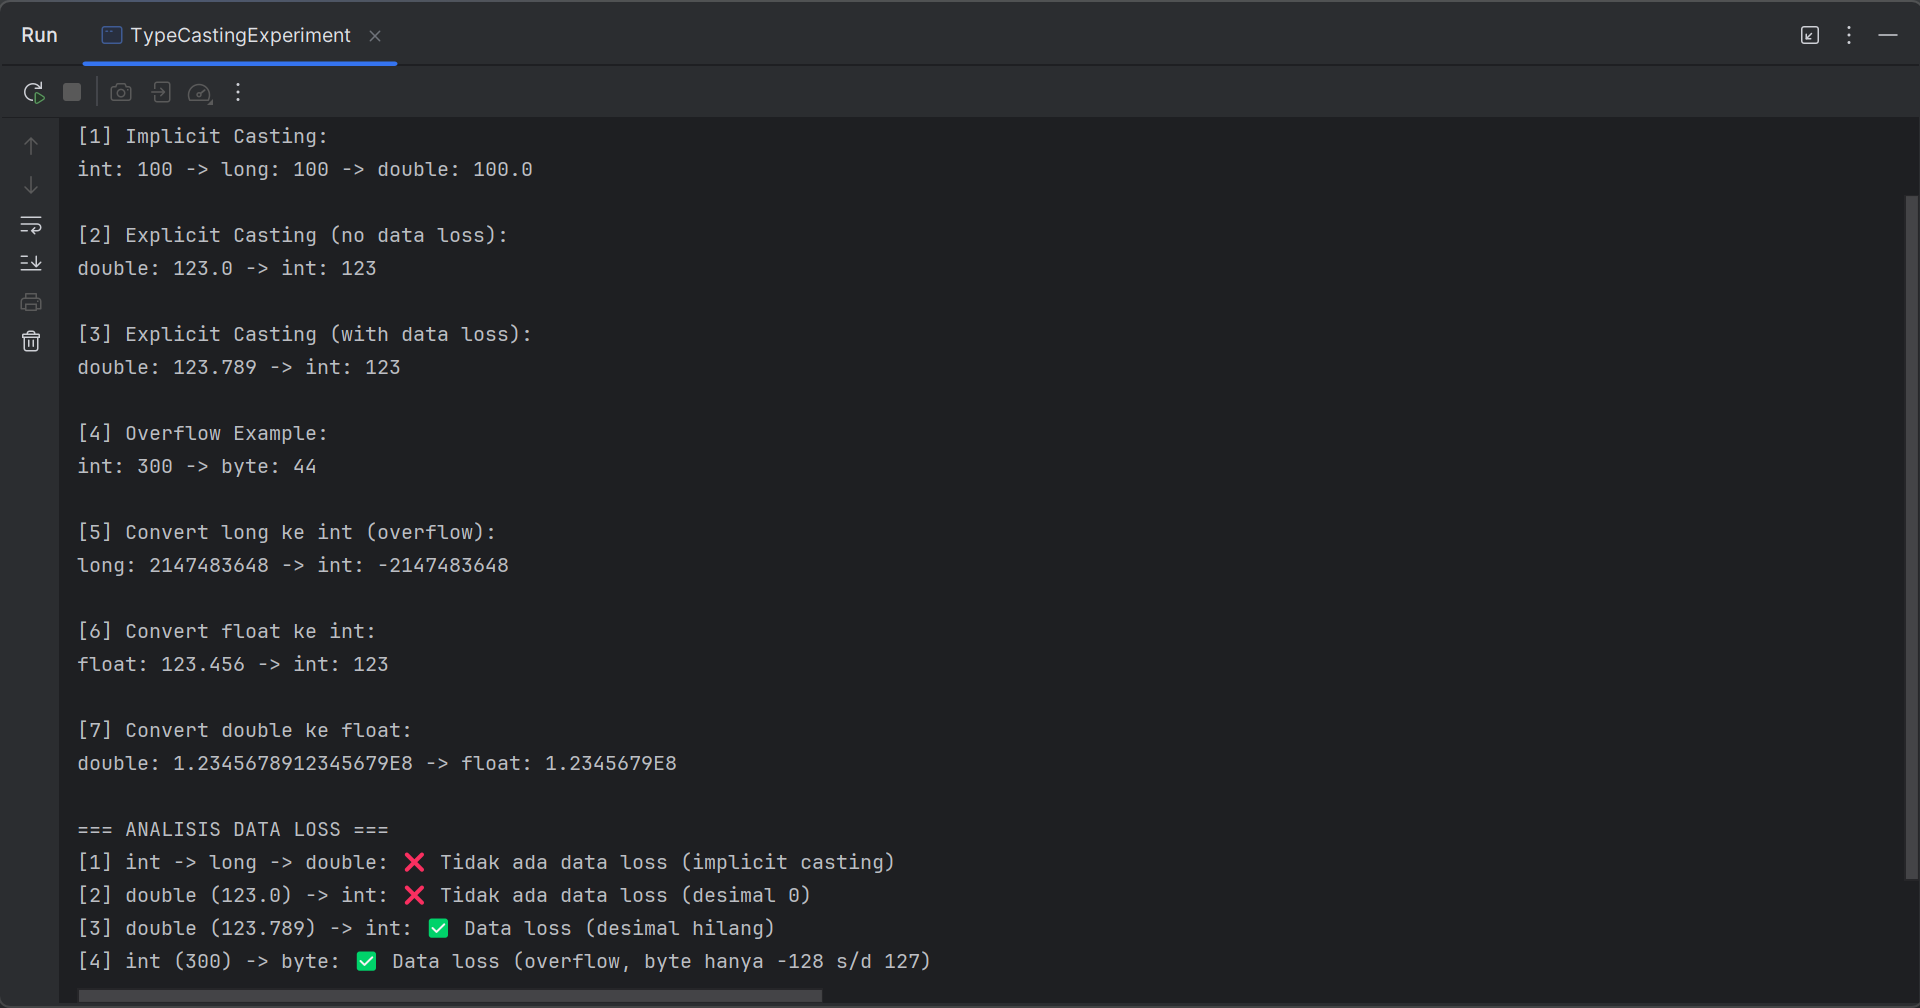 Run TypeCastingExperiment
[1] Implicit Casting:
int: 100 -> long: 100 -> double: 100.0
[2] Explicit Casting (no data loss):
double: 123.0 -> int: 123
[3] Explicit Casting (with data loss):
double: 123.789 -> int: 123
[4] Overflow Example:
int: 300 -> byte: 44
[5] Convert long ke int (overflow):
long: 2147483648 -> int: -2147483648
[6] Convert float ke int:
float: 123.456 -> int: 123
[7] Convert double ke float:
double: 1.2345678912345679E8 -> float: 1.2345679E8
=== ANALISIS DATA LOSS ===
[1] int -> long -> double: ❌ Tidak ada data loss (implicit casting)
[2] double (123.0) -> int: ❌ Tidak ada data loss (desimal 0)
[3] double (123.789) -> int: ✅ Data loss (desimal hilang)
[4] int (300) -> byte: ✅ Data loss (overflow, byte hanya -128 s/d 127)